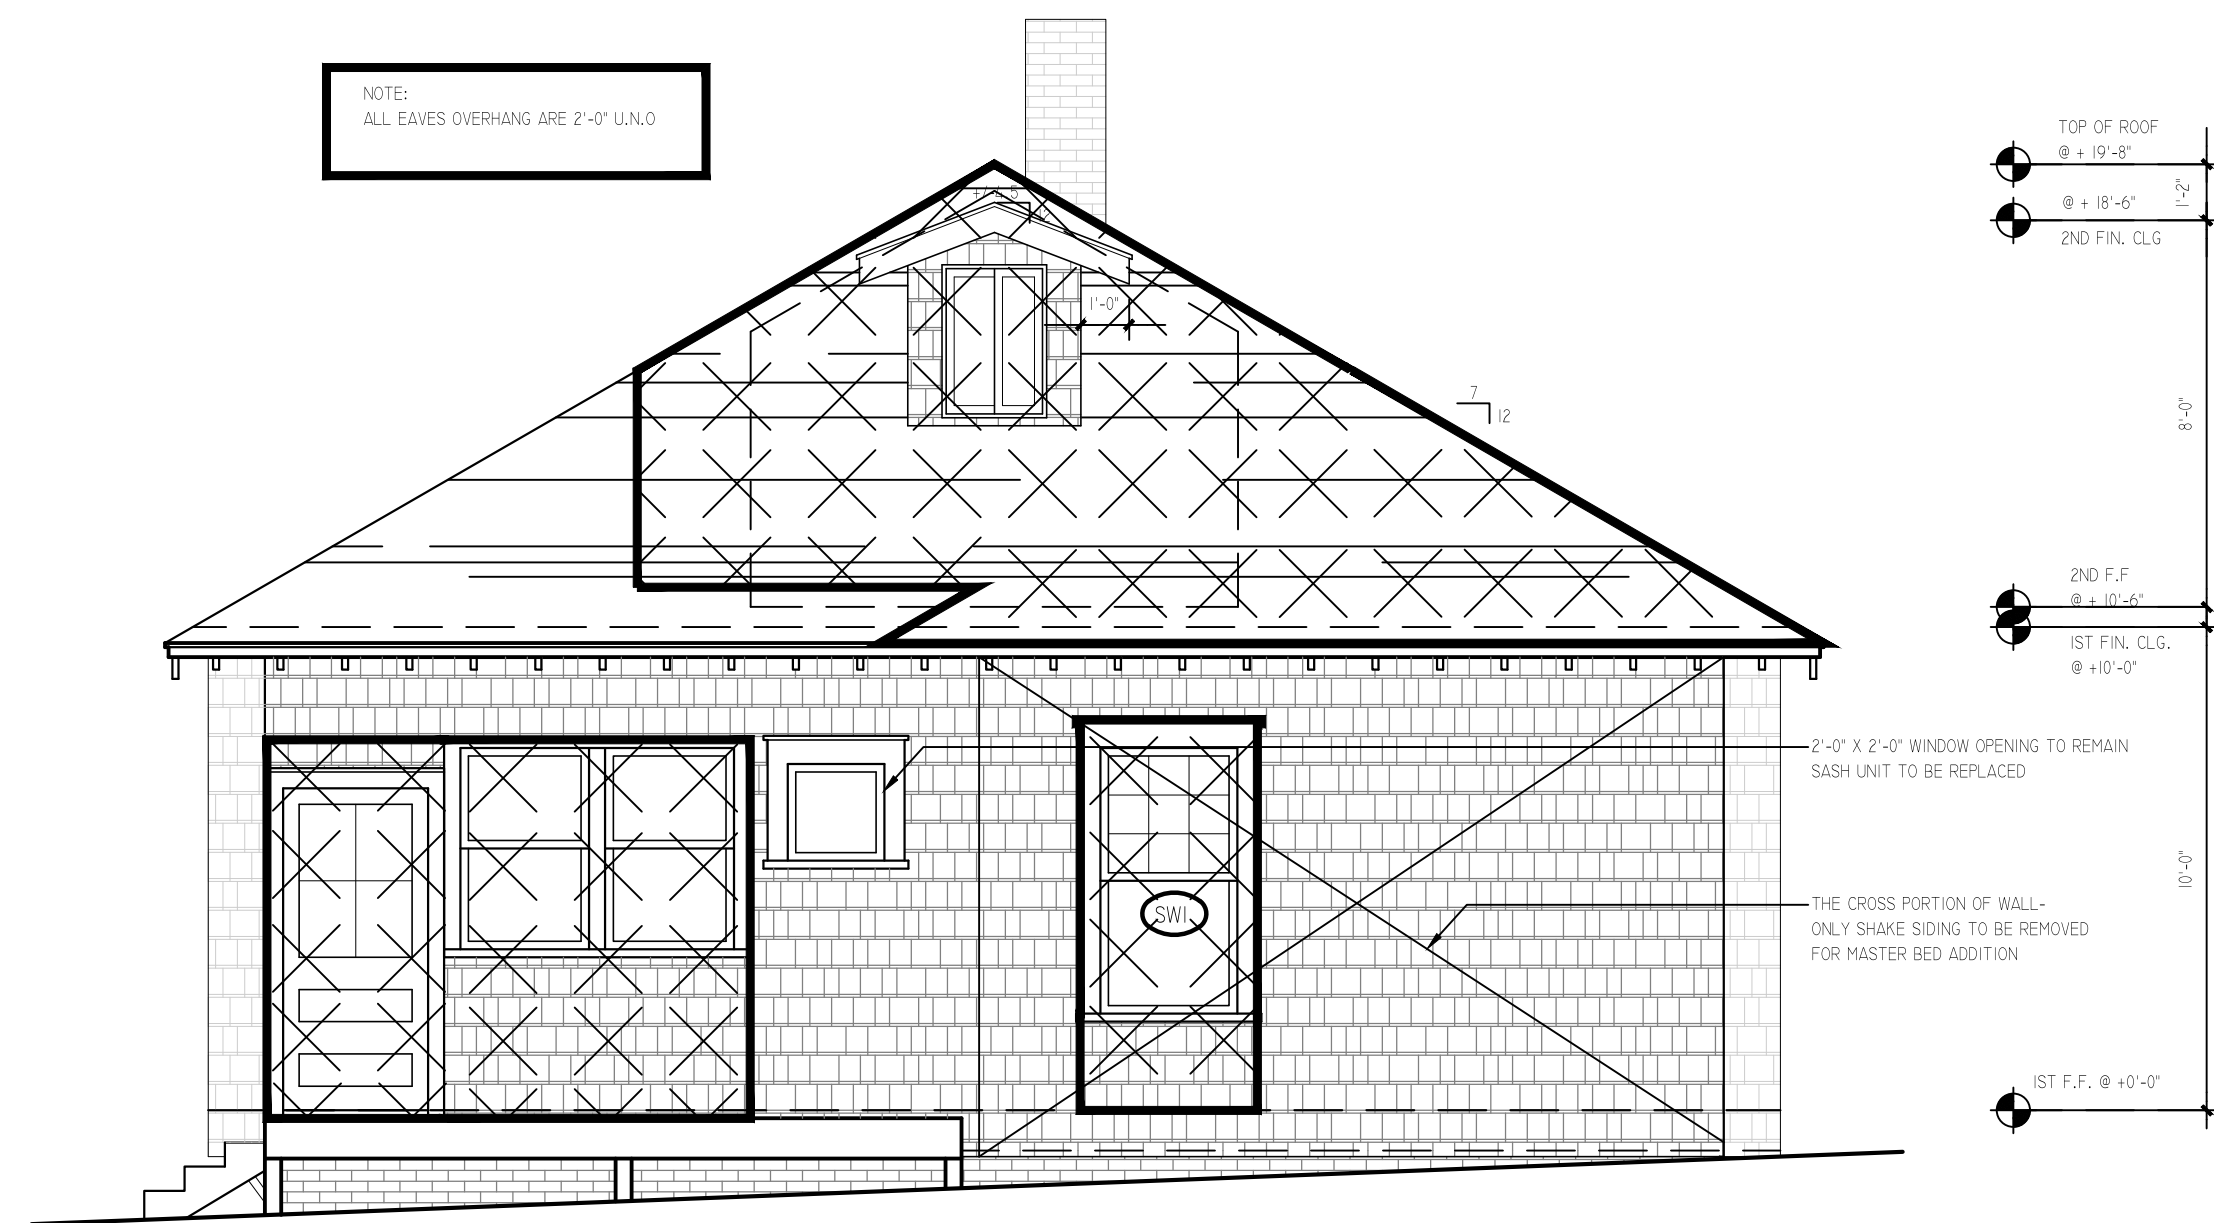 NOTE:
ALL EAVES OVERHANG ARE 2'-0" U.N.O
TOP OF ROOF
@ + 19'-8"
1'-2"
@ + 18'-6"
2ND FIN. CLG
+/-4.5
12
1'-0"
7
12
8'-0"
2ND F.F
@ + 10'-6"
1ST FIN. CLG.
@ +10'-0"
2'-0" X 2'-0" WINDOW OPENING TO REMAIN
SASH UNIT TO BE REPLACED
10'-0"
SW1
THE CROSS PORTION OF WALL-
ONLY SHAKE SIDING TO BE REMOVED
FOR MASTER BED ADDITION
1ST F.F. @ +0'-0"